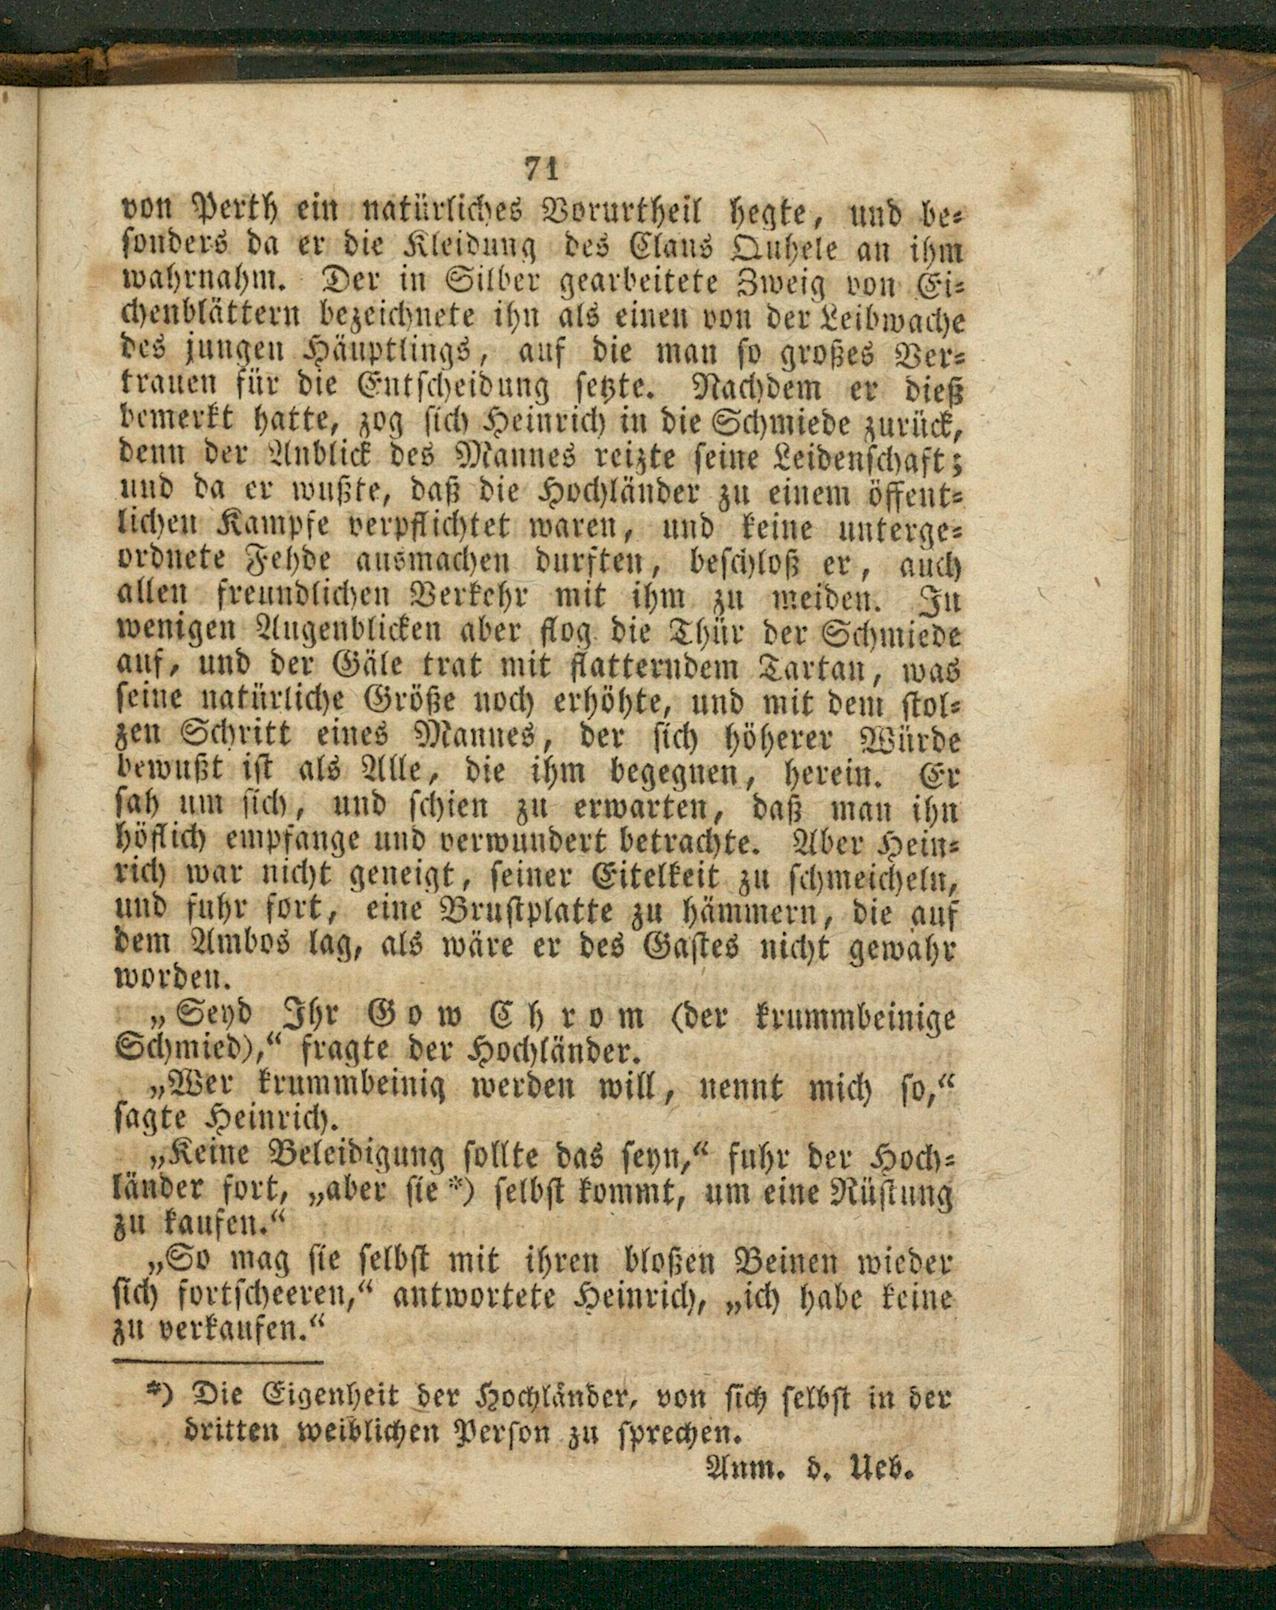 71
von Perth ein natürliches Vorurtheil hegte, und be-
sonders da er die Kleidung des Clans Quhele an ihm
wahrnahm. Der in Silber gearbeitete Zweig von Ei-
chenblättern bezeichnete ihn als einen von der Leibwache
des jungen Häuptlings, auf die man so großes Ver-
trauen für die Entscheidung setzte. Nachdem er dieß
bemerkt hatte, zog sich Heinrich in die Schmiede zurück,
denn der Anblick des Mannes reizte seine Leidenschaft;
und da er wußte, daß die Hochländer zu einem öffent-
lichen Kampfe verpflichtet waren, und keine unterge-
ordnete Fehde ausmachen durften, beschloß er, auch
allen freundlichen Verkehr mit ihm zu meiden. In
wenigen Augenblicken aber flog die Thür der Schmiede
auf, und der Gäle trat mit flatterndem Tartan, was
seine natürliche Größe noch erhöhte, und mit dem stol-
zen Schritt eines Mannes, der sich höherer Würde
bewußt ist als Alle, die ihm begegnen, herein. Er
sah um sich, und schien zu erwarten, daß man ihn
höflich empfange und verwundert betrachte. Aber Hein-
rich war nicht geneigt, seiner Eitelkeit zu schmeicheln,
und fuhr fort, eine Brustplatte zu hämmern, die auf
dem Ambos lag, als wäre er des Gastes nicht gewahr
worden.
„Seyd Ihr Gow Chrom (der krummbeinige
Schmied),“ fragte der Hochländer.
„Wer krummbeinig werden will, nennt mich so,“
sagte Heinrich.
„Keine Beleidigung sollte das seyn,“ fuhr der Hoch-
länder fort, „aber sie *) selbst kommt, um eine Rüstung
zu kaufen.“
„So mag sie selbst mit ihren bloßen Beinen wieder
sich fortscheeren,“ antwortete Heinrich, „ich habe keine
zu verkaufen.“
*) Die Eigenheit der Hochländer, von sich selbst in der
dritten weiblichen Person zu sprechen.
Anm. d. Ueb.